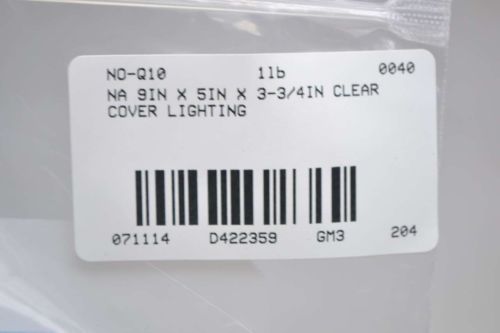 NO-Q10 1lb 0040
NA 9IN X 5IN X 3-3/4IN CLEAR
COVER LIGHTING
071114 D422359 GM3 204